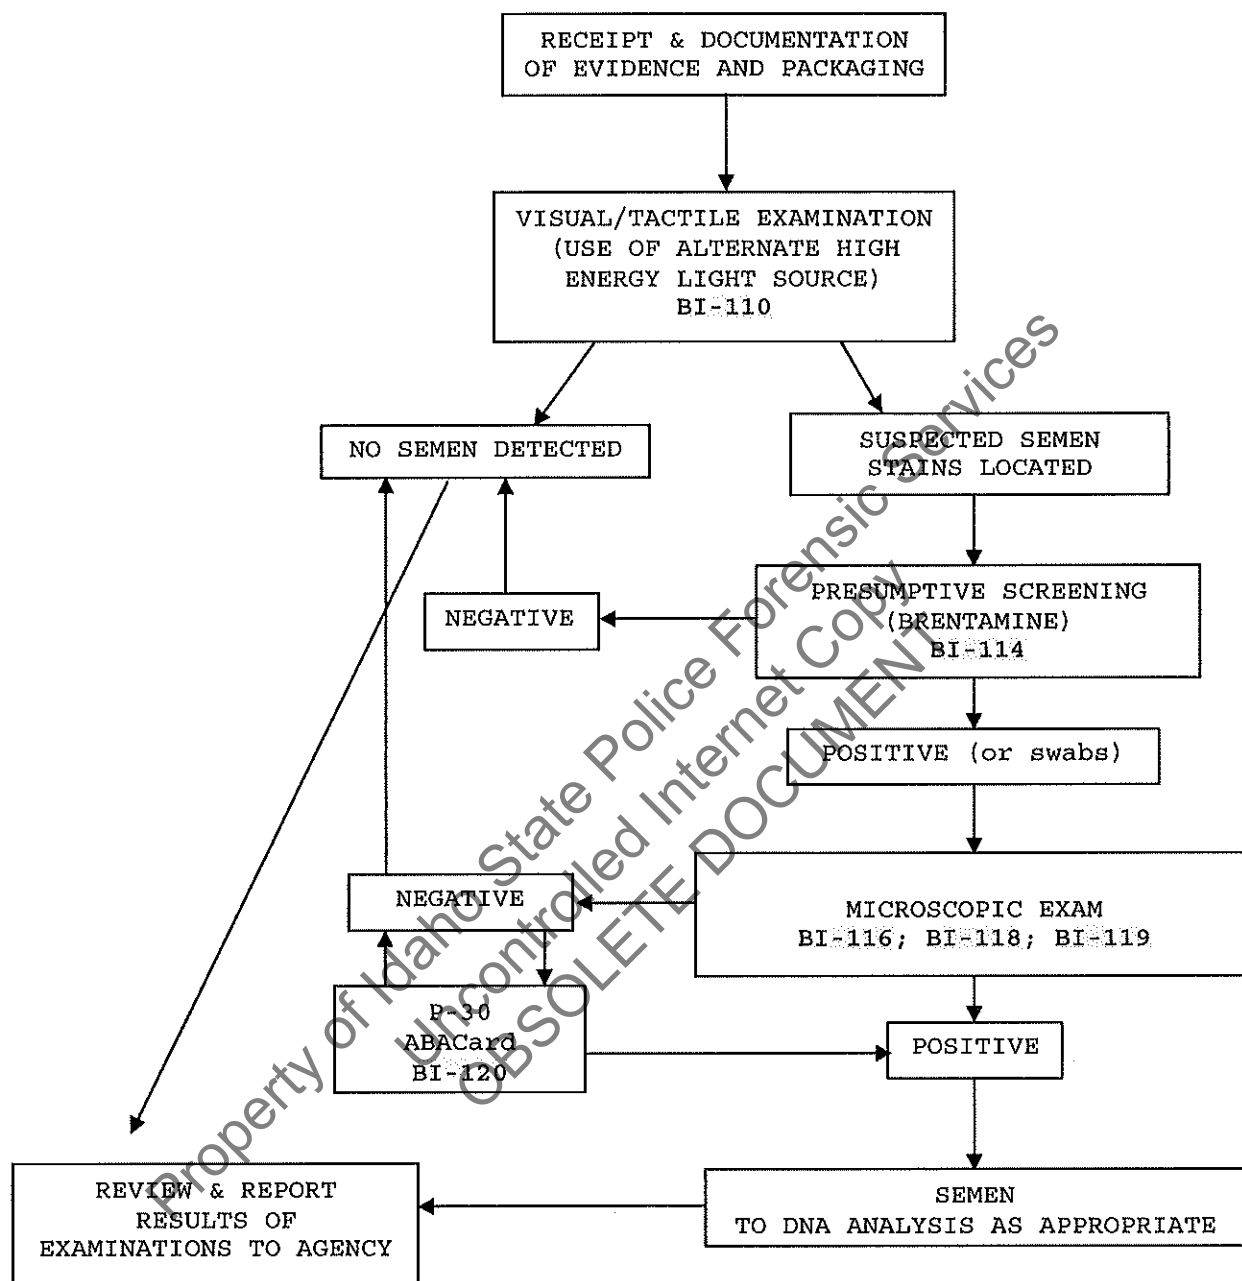 RECEIPT & DOCUMENTATION
OF EVIDENCE AND PACKAGING
VISUAL/TACTILE EXAMINATION
(USE OF ALTERNATE HIGH
ENERGY LIGHT SOURCE)
BI-110
NO SEMEN DETECTED
SUSPECTED SEMEN
STAINS LOCATED
NEGATIVE
PRESUMPTIVE SCREENING
(BRENTAMINE)
BI-114
POSITIVE (or swabs)
NEGATIVE
MICROSCOPIC EXAM
BI-116; BI-118; BI-119
P-30
ABACard
BI-120
POSITIVE
REVIEW & REPORT
RESULTS OF
EXAMINATIONS TO AGENCY
SEMEN
TO DNA ANALYSIS AS APPROPRIATE
Property of Idaho State Police Forensic Services
Uncontrolled Internet Copy
OBSOLETE DOCUMENT